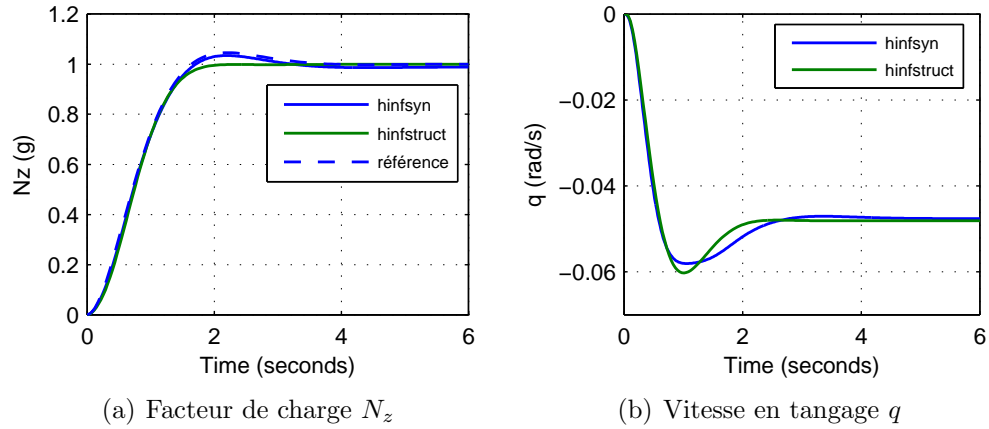 1.2
1
0.8
0.6
0.4
0.2
0
Nz (g)
hinfsyn
hinfstruct
référence
0 2 4 6
Time (seconds)
(a) Facteur de charge Nz
0
−0.02
−0.04
−0.06
q (rad/s)
hinfsyn
hinfstruct
0 2 4 6
Time (seconds)
(b) Vitesse en tangage q